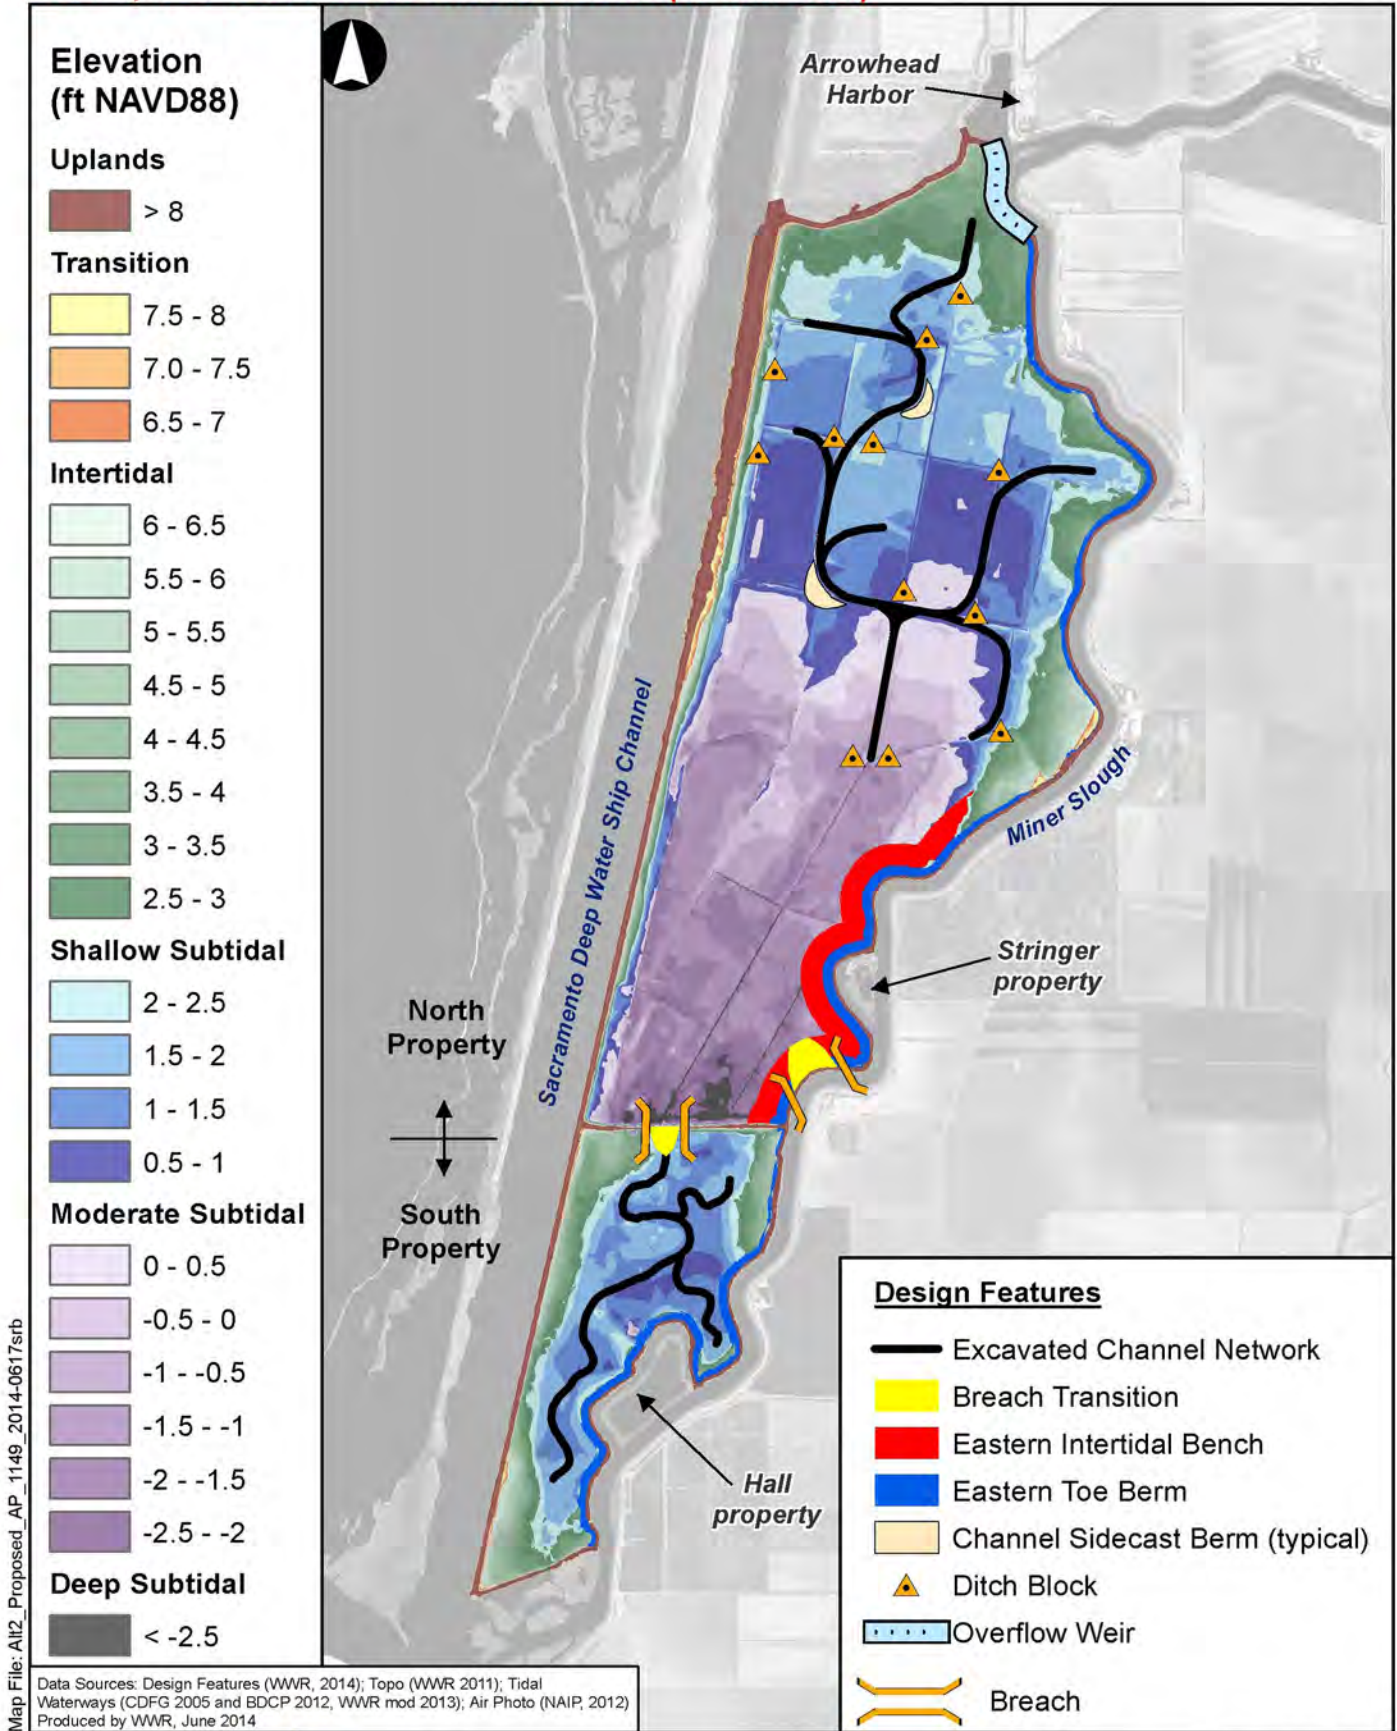 Elevation
(ft NAVD88)
Uplands
> 8
Transition
7.5 - 8
7.0 - 7.5
6.5 - 7
Intertidal
6 - 6.5
5.5 - 6
5 - 5.5
4.5 - 5
4 - 4.5
3.5 - 4
3 - 3.5
2.5 - 3
Shallow Subtidal
2 - 2.5
1.5 - 2
1 - 1.5
0.5 - 1
Moderate Subtidal
0 - 0.5
-0.5 - 0
-1 - -0.5
-1.5 - -1
-2 - -1.5
-2.5 - -2
Deep Subtidal
< -2.5
Map File: Alt2_Proposed_AP_1149_2014-0617srb
Data Sources: Design Features (WWR, 2014); Topo (WWR 2011); Tidal
Waterways (CDFG 2005 and BDCP 2012, WWR mod 2013); Air Photo (NAIP, 2012)
Produced by WWR, June 2014
Arrowhead
Harbor
Sacramento Deep Water Ship Channel
Miner Slough
Stringer
property
North
Property
South
Property
Hall
property
Design Features
Excavated Channel Network
Breach Transition
Eastern Intertidal Bench
Eastern Toe Berm
Channel Sidecast Berm (typical)
Ditch Block
Overflow Weir
Breach